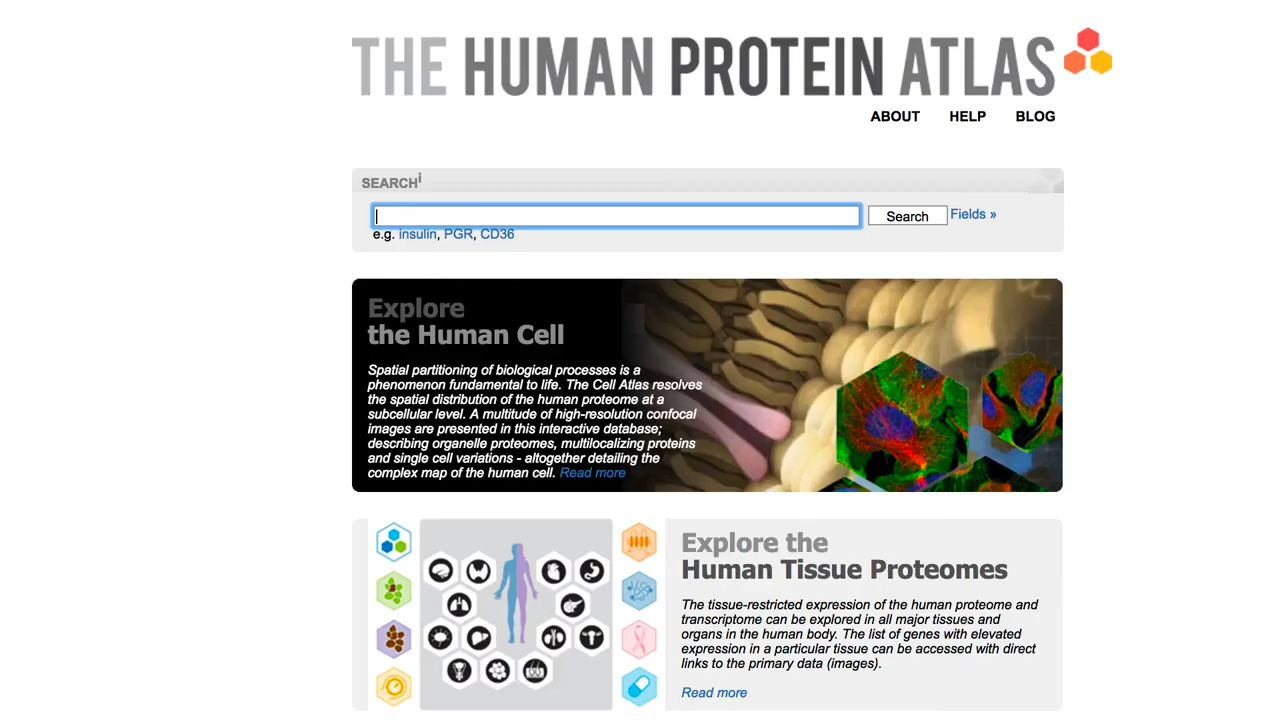 THE HUMAN PROTEIN ATLAS
ABOUT HELP BLOG
SEARCHi
Search Fields »
e.g. insulin, PGR, CD36
Explore
the Human Cell
Spatial partitioning of biological processes is a
phenomenon fundamental to life. The Cell Atlas resolves
the spatial distribution of the human proteome at a
subcellular level. A multitude of high-resolution confocal
images are presented in this interactive database;
describing organelle proteomes, multilocalizing proteins
and single cell variations - altogether detailing the
complex map of the human cell. Read more
Explore the
Human Tissue Proteomes
The tissue-restricted expression of the human proteome and
transcriptome can be explored in all major tissues and
organs in the human body. The list of genes with elevated
expression in a particular tissue can be accessed with direct
links to the primary data (images).
Read more